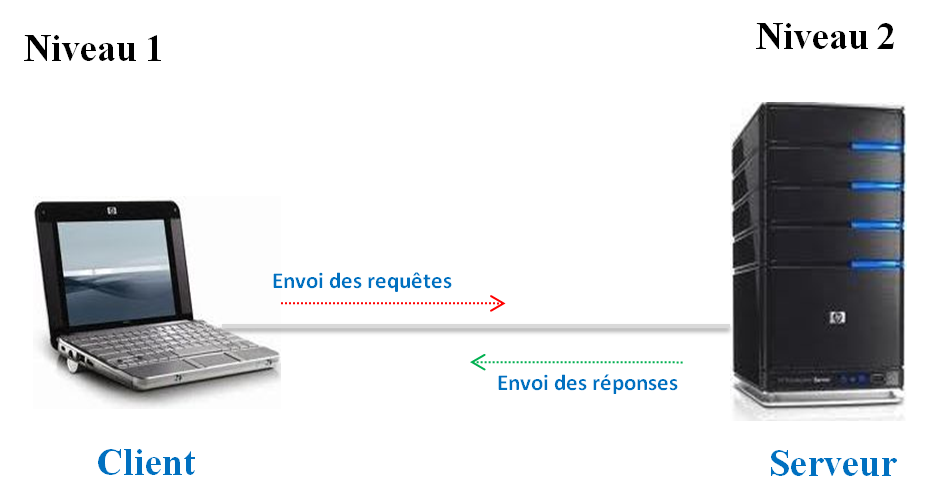 Niveau 1
Niveau 2
Envoi des requêtes
Envoi des réponses
Client
Serveur